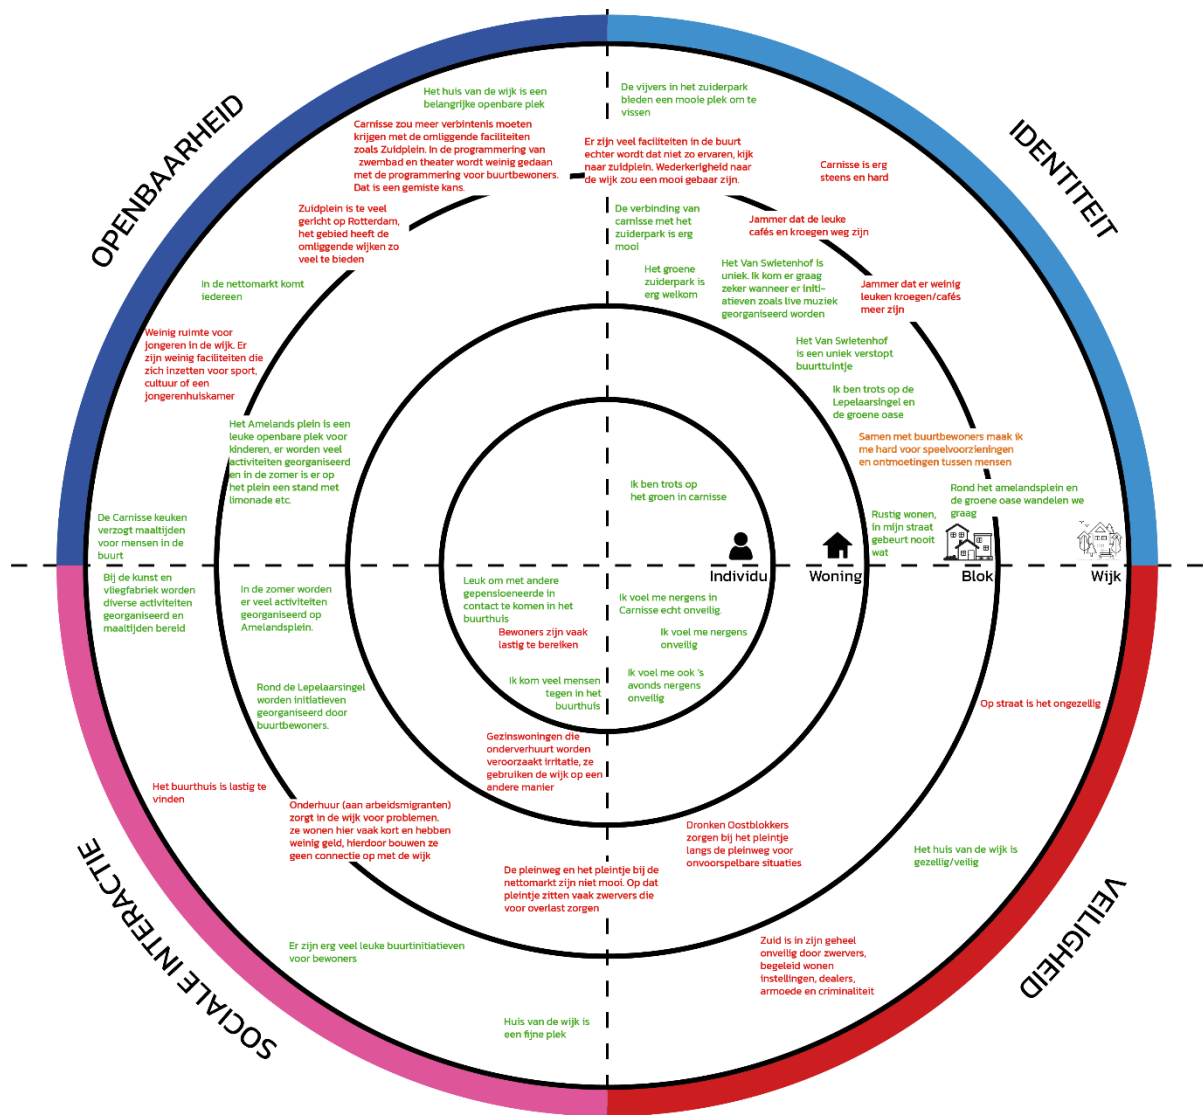 OPENBAARHEID
Het huis van de wijk is een
belangrijke openbare plek
Carnisse zou meer verbintenis moeten
krijgen met de omliggende faciliteiten
zoals Zuidplein. In de programmering van
zwembad en theater wordt weinig gedaan
met de programmering voor buurtbewoners.
Dat is een gemiste kans.
Zuidplein is te veel
gericht op Rotterdam,
het gebied heeft de
omliggende wijken zo
veel te bieden
In de nettomarkt komt
iedereen
Weinig ruimte voor
jongeren in de wijk. Er
zijn weinig faciliteiten die
zich inzetten voor sport,
cultuur of een
jongerenhuiskamer
Het Amelands plein is een
leuke openbare plek voor
kinderen, er worden veel
activiteiten georganiseerd
en in de zomer is er op
het plein een stand met
limonade etc.
De Carnisse keuken
verzogt maaltijden
voor mensen in de
buurt
IDENTITEIT
De vijvers in het zuiderpark
bieden een mooie plek om te
vissen
Er zijn veel faciliteiten in de buurt
echter wordt dat niet zo ervaren, kijk
naar zuidplein. Wederkerigheid naar
de wijk zou een mooi gebaar zijn.
Carnisse is erg
steens en hard
De verbinding van
carnisse met het
zuiderpark is erg
mooi
Jammer dat de leuke
cafés en kroegen weg zijn
Het groene
zuiderpark is
erg welkom
Het Van Swietenhof is
uniek. Ik kom er graag
zeker wanneer er initi-
atieven zoals live muziek
georganiseerd worden
Jammer dat er weinig
leuken kroegen/cafés
meer zijn
Het Van Swietenhof
is een uniek verstopt
buurttuintje
Ik ben trots op de
Lepelaarsingel en
de groene oase
Samen met buurtbewoners maak ik
me hard voor speelvoorzieningen
en ontmoetingen tussen mensen
Ik ben trots op
het groen in carnisse
Rond het amelandsplein en
de groene oase wandelen we
graag
Rustig wonen,
in mijn straat
gebeurt nooit
wat
Individu
Woning
Blok
Wijk
Bij de kunst en
vliegfabriek worden
diverse activiteiten
georganiseerd en
maaltijden bereid
In de zomer worden
er veel activiteiten
georganiseerd op
Amelandsplein.
Leuk om met andere
gepensioeneerde in
contact te komen in het
buurthuis
Bewoners zijn vaak
lastig te bereiken
Ik kom veel mensen
tegen in het
buurthuis
Rond de Lepelaarsingel
worden initiatieven
georganiseerd door
buurtbewoners.
Gezinswoningen die
onderverhuurt worden
veroorzaakt irritatie, ze
gebruiken de wijk op een
andere manier
Het buurthuis is lastig te
vinden
Onderhuur (aan arbeidsmigranten)
zorgt in de wijk voor problemen.
ze wonen hier vaak kort en hebben
weinig geld, hierdoor bouwen ze
geen connectie op met de wijk
De pleinweg en het pleintje bij de
nettomarkt zijn niet mooi. Op dat
pleintje zitten vaak zwervers die
voor overlast zorgen
Er zijn erg veel leuke buurtinitiatieven
voor bewoners
Huis van de wijk is
een fijne plek
SOCIALE INTERACTIE
Ik voel me nergens in
Carnisse echt onveilig.
Ik voel me nergens
onveilig
Ik voel me ook 's
avonds nergens
onveilig
Op straat is het ongezellig
Dronken Oostblokkers
zorgen bij het pleintje
langs de pleinweg voor
onvoorspelbare situaties
Het huis van de wijk is
gezellig/veilig
Zuid is in zijn geheel
onveilig door zwervers,
begeleid wonen
instellingen, dealers,
armoede en criminaliteit
VEILIGHEID